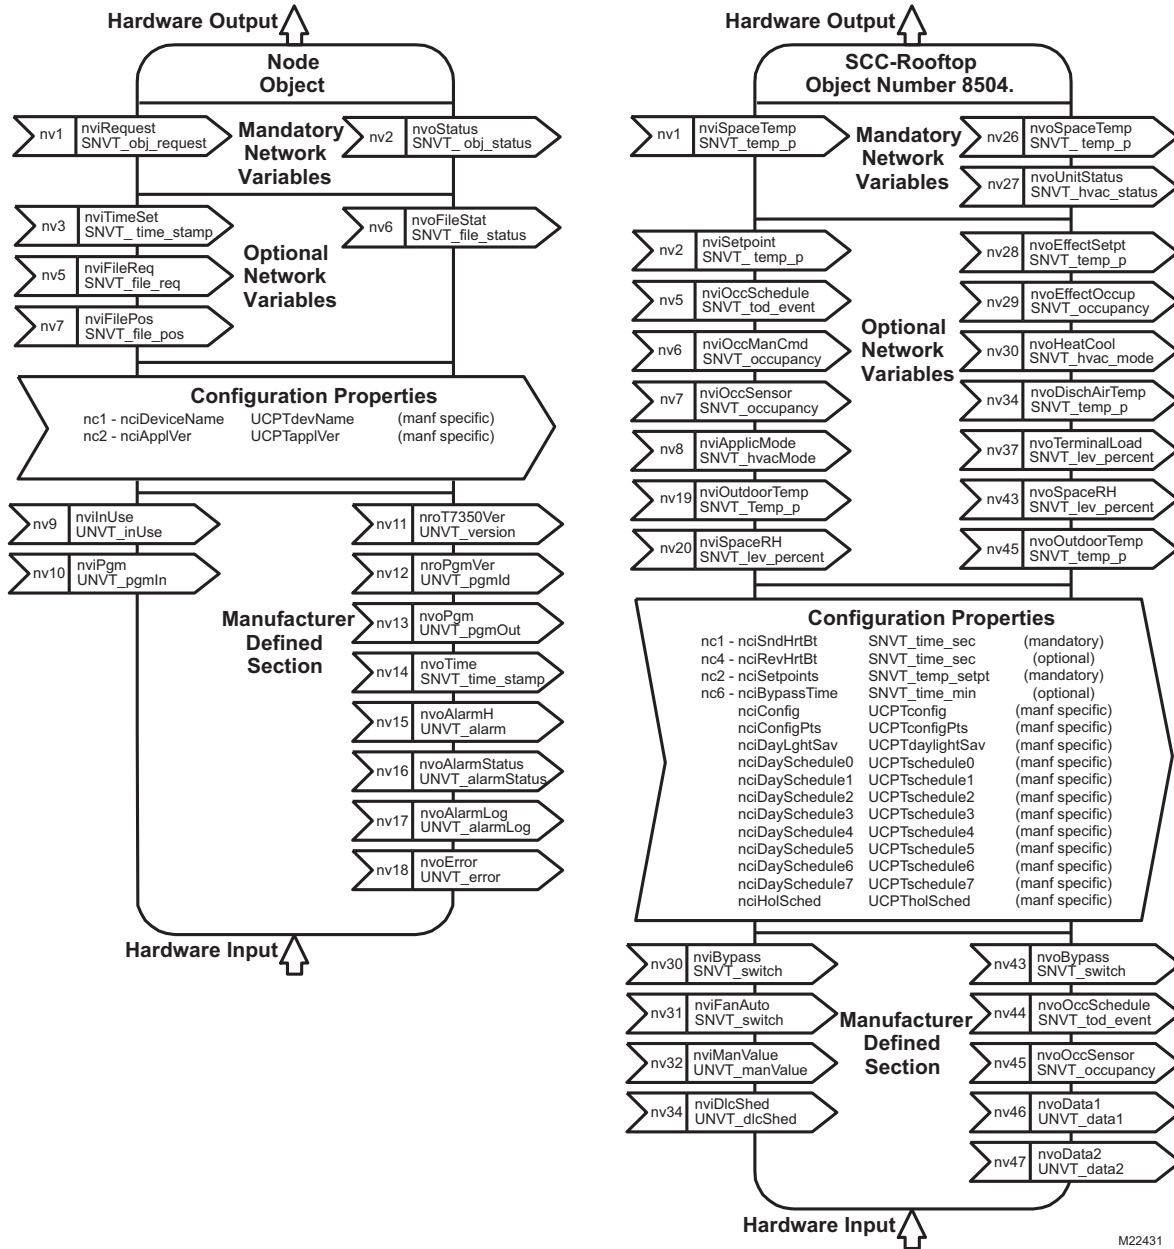 Hardware Output
Node
Object
nv1
nviRequest
SNVT_obj_request
Mandatory
Network
Variables
nv2
nvoStatus
SNVT_ obj_status
nv3
nviTimeSet
SNVT_ time_stamp
nv5
nviFileReq
SNVT_file_req
nv7
nviFilePos
SNVT_file_pos
Optional
Network
Variables
nv6
nvoFileStat
SNVT_file_status
Configuration Properties
nc1 - nciDeviceName UCPTdevName (manf specific)
nc2 - nciApplVer UCPTapplVer (manf specific)
nv9
nviInUse
UNVT_inUse
nv10
nviPgm
UNVT_pgmIn
Manufacturer
Defined
Section
nv11
nroT7350Ver
UNVT_version
nv12
nroPgmVer
UNVT_pgmId
nv13
nvoPgm
UNVT_pgmOut
nv14
nvoTime
SNVT_time_stamp
nv15
nvoAlarmH
UNVT_alarm
nv16
nvoAlarmStatus
UNVT_alarmStatus
nv17
nvoAlarmLog
UNVT_alarmLog
nv18
nvoError
UNVT_error
Hardware Input
Hardware Output
SCC-Rooftop
Object Number 8504.
nv1
nviSpaceTemp
SNVT_temp_p
Mandatory
Network
Variables
nv26
nvoSpaceTemp
SNVT_ temp_p
nv27
nvoUnitStatus
SNVT_hvac_status
nv2
nviSetpoint
SNVT_ temp_p
nv5
nviOccSchedule
SNVT_tod_event
nv6
nviOccManCmd
SNVT_occupancy
nv7
nviOccSensor
SNVT_occupancy
nv8
nviApplicMode
SNVT_hvacMode
nv19
nviOutdoorTemp
SNVT_Temp_p
nv20
nviSpaceRH
SNVT_lev_percent
Optional
Network
Variables
nv28
nvoEffectSetpt
SNVT_temp_p
nv29
nvoEffectOccup
SNVT_occupancy
nv30
nvoHeatCool
SNVT_hvac_mode
nv34
nvoDischAirTemp
SNVT_temp_p
nv37
nvoTerminalLoad
SNVT_lev_percent
nv43
nvoSpaceRH
SNVT_lev_percent
nv45
nvoOutdoorTemp
SNVT_temp_p
Configuration Properties
nc1 - nciSndHrtBt SNVT_time_sec (mandatory)
nc4 - nciRevHrtBt SNVT_time_sec (optional)
nc2 - nciSetpoints SNVT_temp_setpt (mandatory)
nc6 - nciBypassTime SNVT_time_min (optional)
nciConfig UCPTconfig (manf specific)
nciConfigPts UCPTconfigPts (manf specific)
nciDayLghtSav UCPTdaylightSav (manf specific)
nciDaySchedule0 UCPTschedule0 (manf specific)
nciDaySchedule1 UCPTschedule1 (manf specific)
nciDaySchedule2 UCPTschedule2 (manf specific)
nciDaySchedule3 UCPTschedule3 (manf specific)
nciDaySchedule4 UCPTschedule4 (manf specific)
nciDaySchedule5 UCPTschedule5 (manf specific)
nciDaySchedule6 UCPTschedule6 (manf specific)
nciDaySchedule7 UCPTschedule7 (manf specific)
nciHolSched UCPTholSched (manf specific)
nv30
nviBypass
SNVT_switch
nv31
nviFanAuto
SNVT_switch
nv32
nviManValue
UNVT_manValue
nv34
nviDlcShed
UNVT_dlcShed
Manufacturer
Defined
Section
nv43
nvoBypass
SNVT_switch
nv44
nvoOccSchedule
SNVT_tod_event
nv45
nvoOccSensor
SNVT_occupancy
nv46
nvoData1
UNVT_data1
nv47
nvoData2
UNVT_data2
Hardware Input
M22431